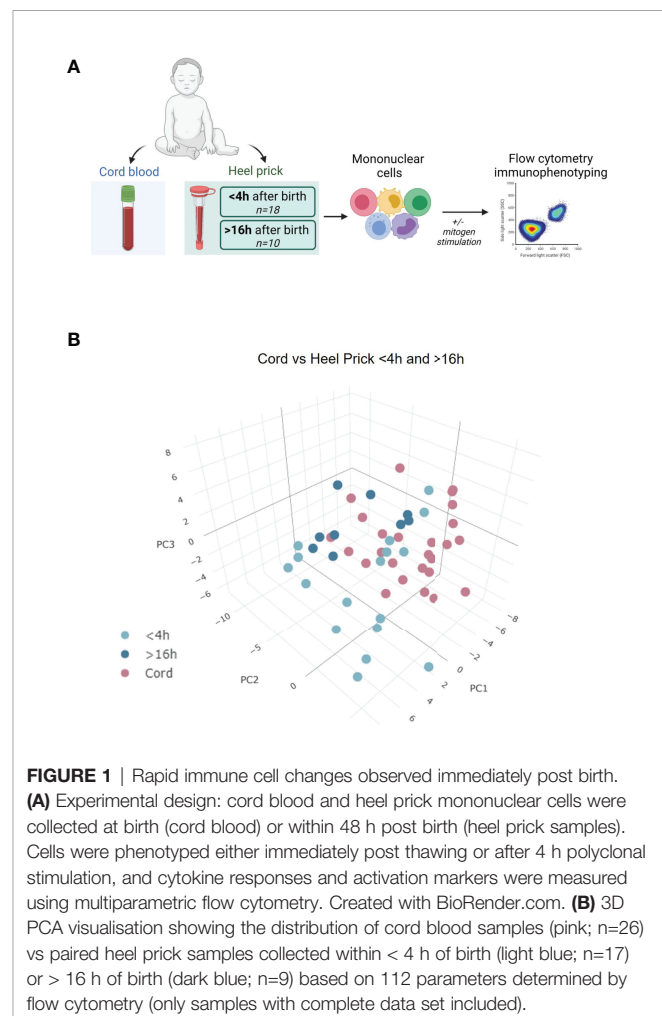 A
Cord blood
Heel prick
<4h after birth
n=18
>16h after birth
n=10
Mononuclear
cells
+/-
mitogen
stimulation
Flow cytometry
immunophenotyping
Forward light scatter (FSC)
B
Cord vs Heel Prick <4h and >16h
8
6
4
2
0
−2
−4
−6
PC3
−10
−5
0
PC2
−8
−6
−4
−2
0
2
4
6
PC1
<4h
>16h
Cord
FIGURE 1 | Rapid immune cell changes observed immediately post birth.
(A) Experimental design: cord blood and heel prick mononuclear cells were
collected at birth (cord blood) or within 48 h post birth (heel prick samples).
Cells were phenotyped either immediately post thawing or after 4 h polyclonal
stimulation, and cytokine responses and activation markers were measured
using multiparametric flow cytometry. Created with BioRender.com. (B) 3D
PCA visualisation showing the distribution of cord blood samples (pink; n=26)
vs paired heel prick samples collected within < 4 h of birth (light blue; n=17)
or > 16 h of birth (dark blue; n=9) based on 112 parameters determined by
flow cytometry (only samples with complete data set included).